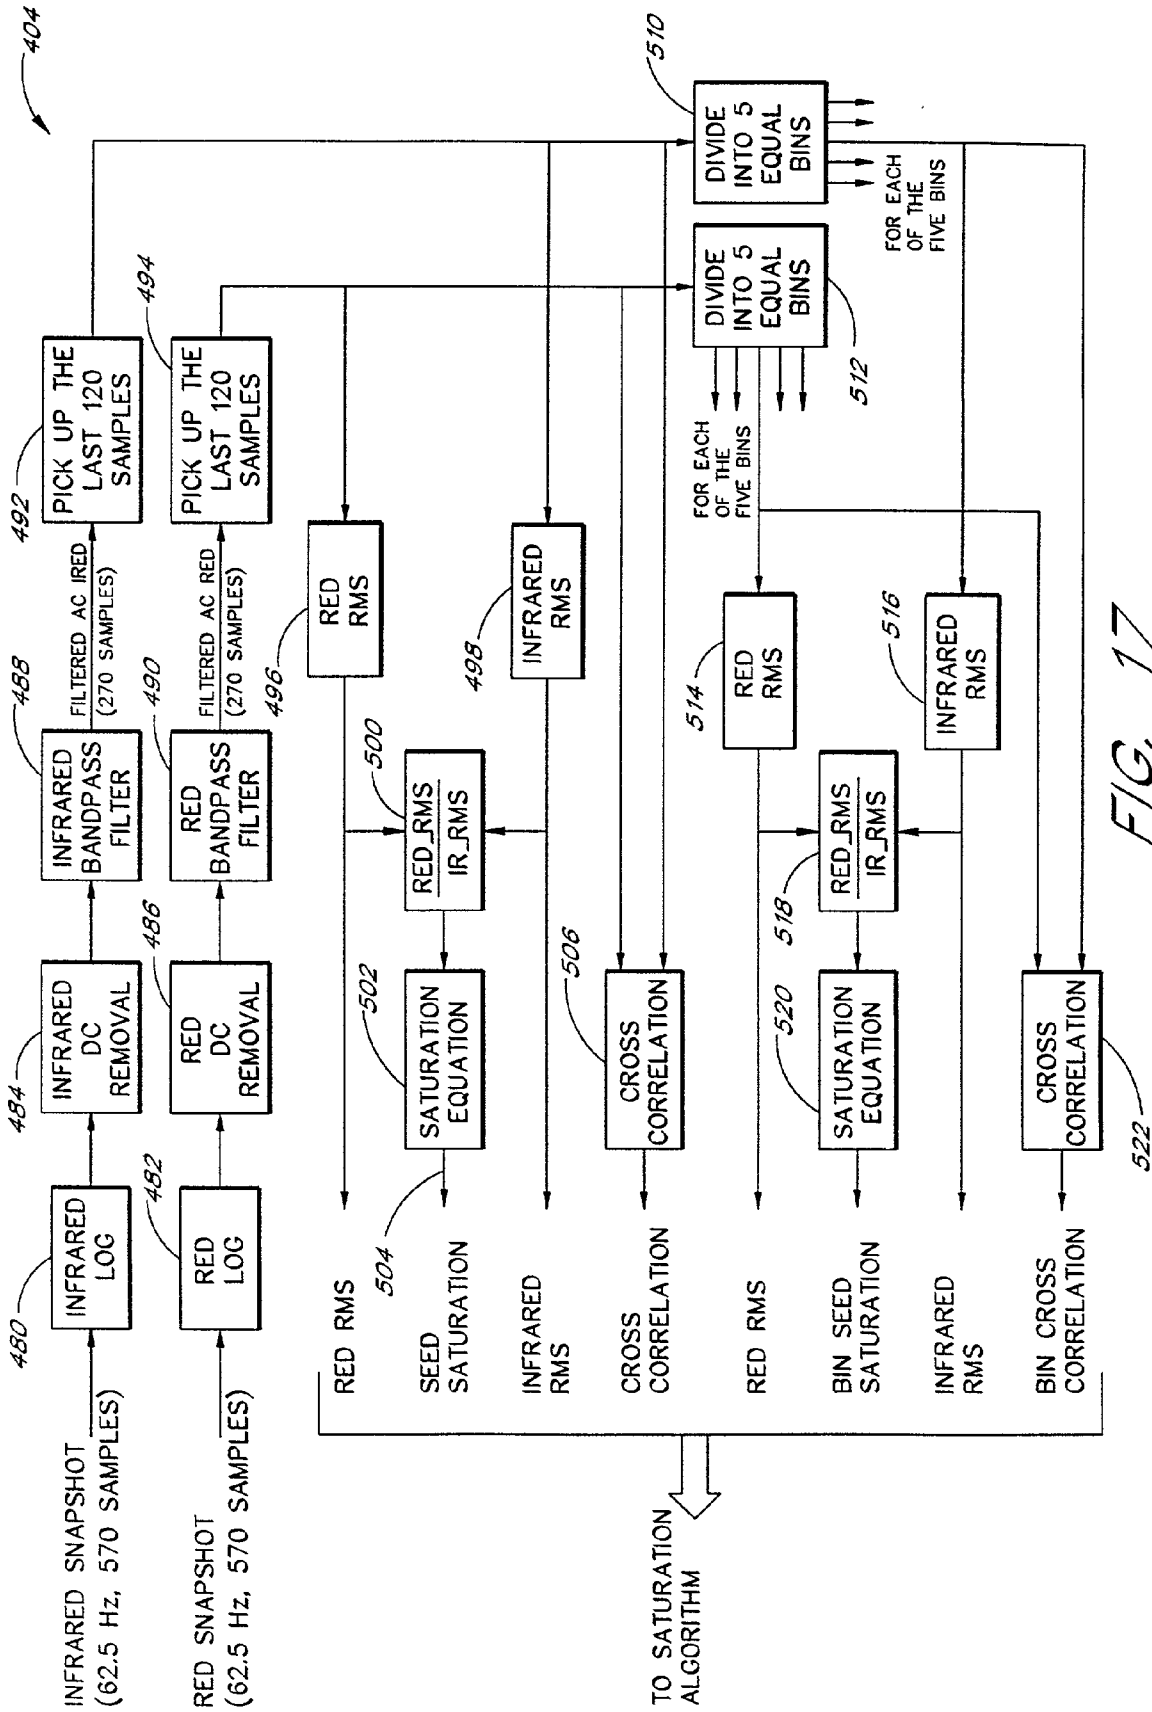 404
INFRARED SNAPSHOT
(62.5 Hz, 570 SAMPLES)
480
INFRARED
LOG
484
INFRARED
DC
REMOVAL
488
INFRARED
BANDPASS
FILTER
FILTERED AC IRED
(270 SAMPLES)
492
PICK UP THE
LAST 120
SAMPLES
RED SNAPSHOT
(62.5 Hz, 570 SAMPLES)
482
RED
LOG
486
RED
DC
REMOVAL
490
RED
BANDPASS
FILTER
FILTERED AC RED
(270 SAMPLES)
494
PICK UP THE
LAST 120
SAMPLES
RED RMS
496
RED
RMS
SEED
SATURATION
504
502
SATURATION
EQUATION
500
RED_RMS
IR_RMS
INFRARED
RMS
498
INFRARED
RMS
CROSS
CORRELATION
506
CROSS
CORRELATION
510
DIVIDE
INTO 5
EQUAL
BINS
512
DIVIDE
INTO 5
EQUAL
BINS
FOR EACH
OF THE
FIVE BINS
FOR EACH
OF THE
FIVE BINS
RED RMS
514
RED
RMS
BIN SEED
SATURATION
520
SATURATION
EQUATION
518
RED_RMS
IR_RMS
INFRARED
RMS
516
INFRARED
RMS
BIN CROSS
CORRELATION
522
CROSS
CORRELATION
TO SATURATION
ALGORITHM
FIG. 17